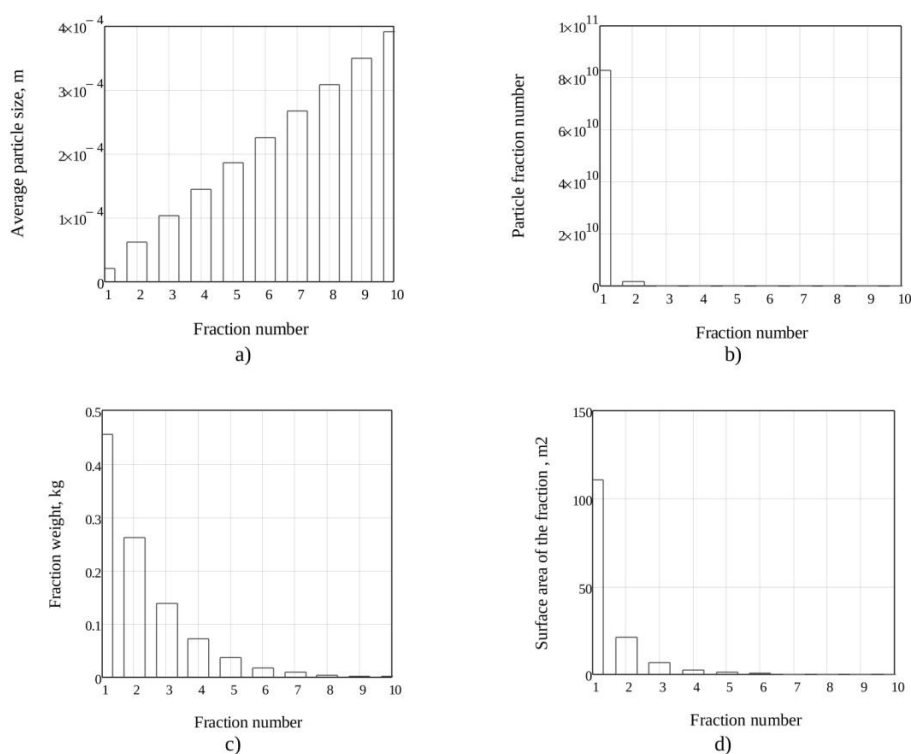 4×10⁻⁴
3×10⁻⁴
2×10⁻⁴
1×10⁻⁴
0
1 2 3 4 5 6 7 8 9 10
Average particle size, m
Fraction number
a)
1×10¹¹
8×10¹⁰
6×10¹⁰
4×10¹⁰
2×10¹⁰
0
1 2 3 4 5 6 7 8 9 10
Particle fraction number
Fraction number
b)
0.5
0.4
0.3
0.2
0.1
0
1 2 3 4 5 6 7 8 9 10
Fraction weight, kg
Fraction number
c)
150
100
50
0
1 2 3 4 5 6 7 8 9 10
Surface area of the fraction , m2
Fraction number
d)